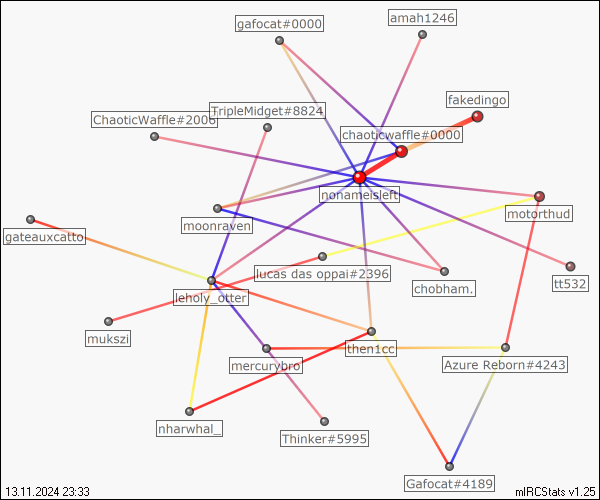 gafocat#0000
amah1246
fakedingo
TripleMidget#8824
ChaoticWaffle#2006
chaoticwaffle#0000
nonameisleft
motorthud
moonraven
gateauxcatto
lucas das oppai#2396
chobham.
tt532
leholy_otter
mukszi
then1cc
mercurybro
Azure Reborn#4243
nharwhal_
Thinker#5995
Gafocat#4189
13.11.2024 23:33
mIRCStats v1.25